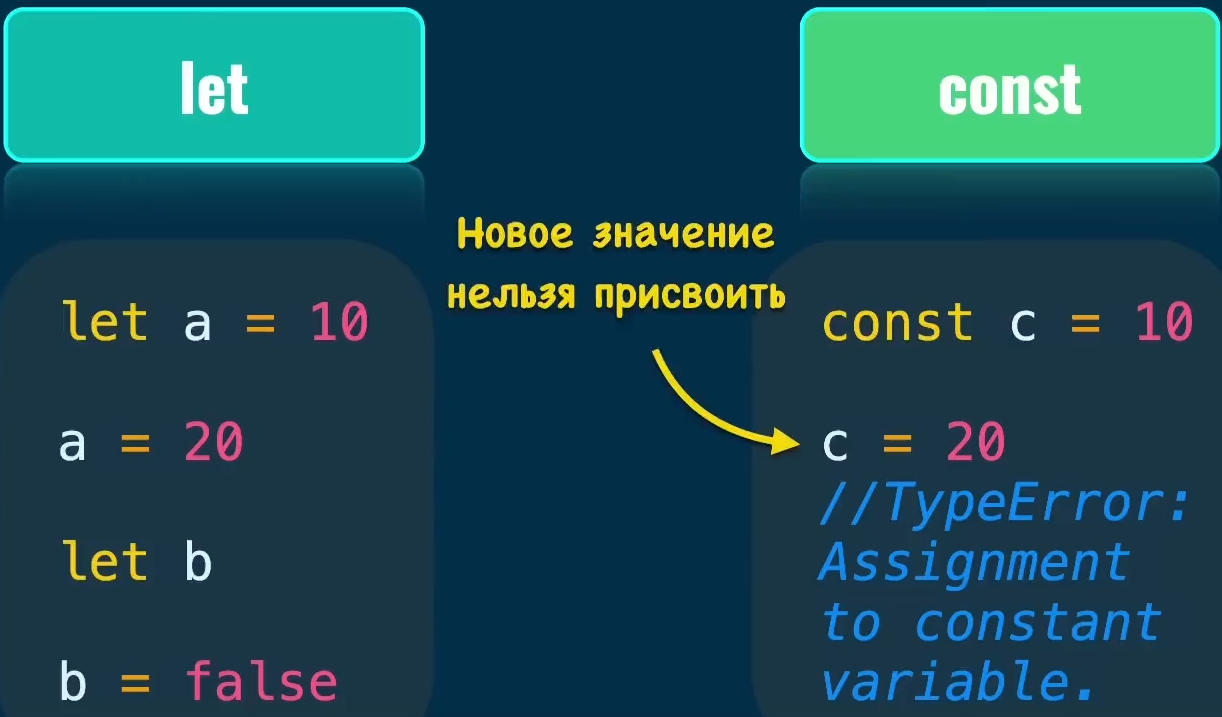 let
const
Новое значение
нельзя присвоить
let a = 10
a = 20
let b
b = false
const c = 10
c = 20
//TypeError:
Assignment
to constant
variable.